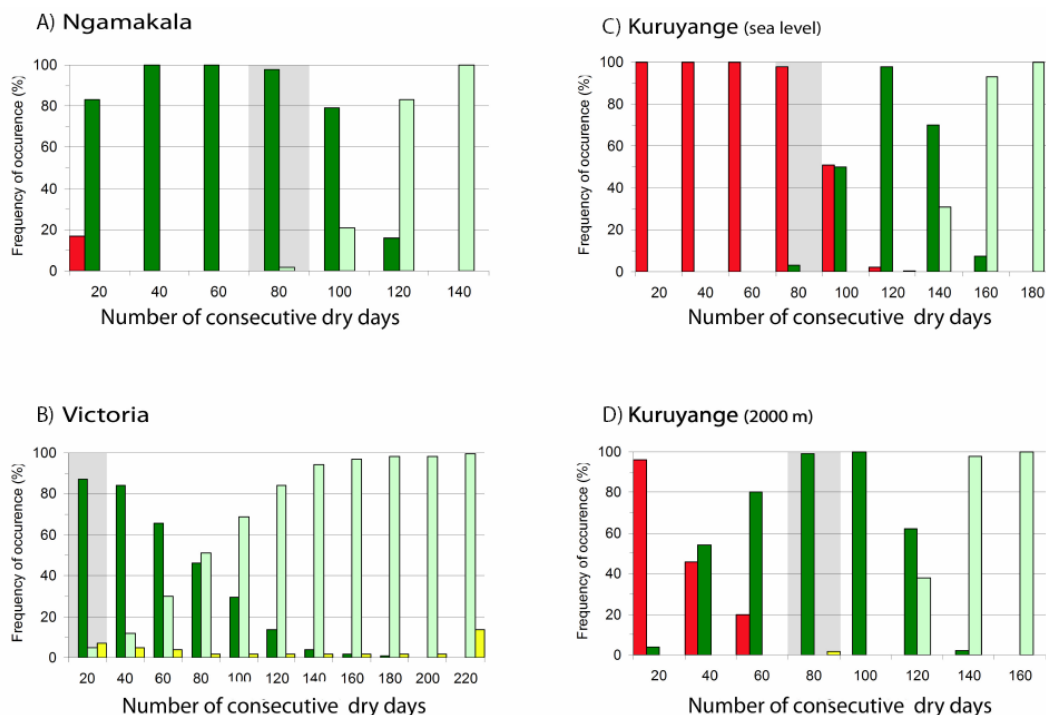 A) Ngamakala
Frequency of occurence (%)
100
80
60
40
20
0
20 40 60 80 100 120 140
Number of consecutive dry days
C) Kuruyange (sea level)
Frequency of occurence (%)
100
80
60
40
20
0
20 40 60 80 100 120 140 160 180
Number of consecutive dry days
B) Victoria
Frequency of occurence (%)
100
80
60
40
20
0
20 40 60 80 100 120 140 160 180 200 220
Number of consecutive dry days
D) Kuruyange (2000 m)
Frequency of occurence (%)
100
80
60
40
20
0
20 40 60 80 100 120 140 160
Number of consecutive dry days